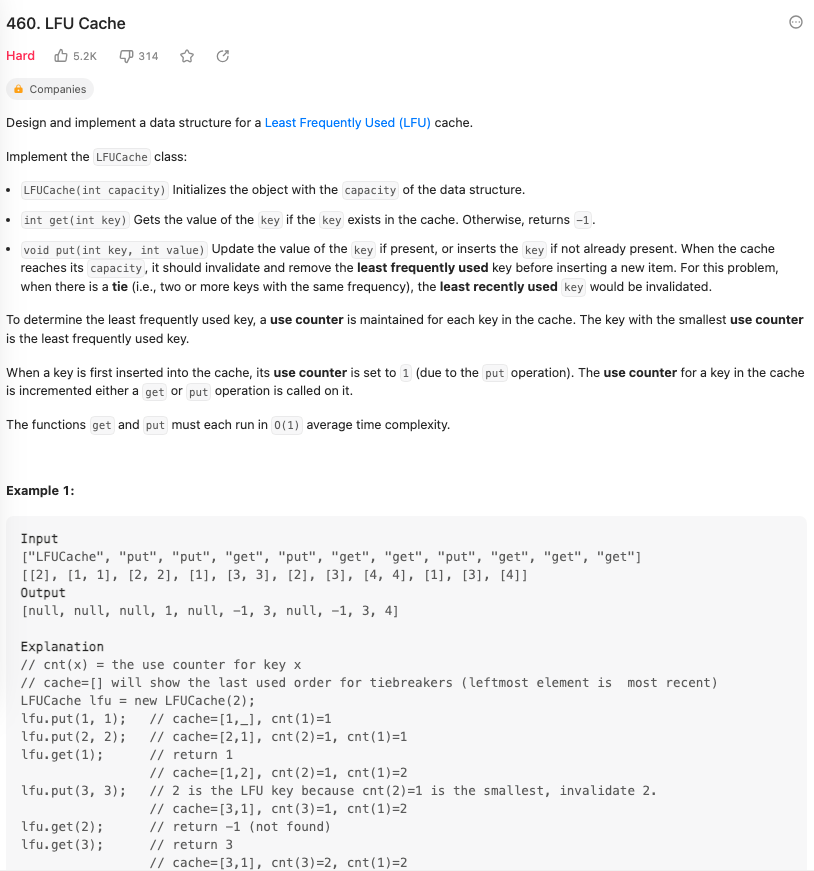 460. LFU Cache
Hard 5.2K 314
Companies
Design and implement a data structure for a Least Frequently Used (LFU) cache.
Implement the LFUCache class:
• LFUCache(int capacity) Initializes the object with the capacity of the data structure.
• int get(int key) Gets the value of the key if the key exists in the cache. Otherwise, returns -1.
• void put(int key, int value) Update the value of the key if present, or inserts the key if not already present. When the cache
reaches its capacity, it should invalidate and remove the least frequently used key before inserting a new item. For this problem,
when there is a tie (i.e., two or more keys with the same frequency), the least recently used key would be invalidated.
To determine the least frequently used key, a use counter is maintained for each key in the cache. The key with the smallest use counter
is the least frequently used key.
When a key is first inserted into the cache, its use counter is set to 1 (due to the put operation). The use counter for a key in the cache
is incremented either a get or put operation is called on it.
The functions get and put must each run in O(1) average time complexity.
Example 1:
Input
["LFUCache", "put", "put", "get", "put", "get", "get", "put", "get", "get", "get"]
[[2], [1, 1], [2, 2], [1], [3, 3], [2], [3], [4, 4], [1], [3], [4]]
Output
[null, null, null, 1, null, -1, 3, null, -1, 3, 4]
Explanation
// cnt(x) = the use counter for key x
// cache=[] will show the last used order for tiebreakers (leftmost element is  most recent)
LFUCache lfu = new LFUCache(2);
lfu.put(1, 1);   // cache=[1,_], cnt(1)=1
lfu.put(2, 2);   // cache=[2,1], cnt(2)=1, cnt(1)=1
lfu.get(1);      // return 1
                 // cache=[1,2], cnt(2)=1, cnt(1)=2
lfu.put(3, 3);   // 2 is the LFU key because cnt(2)=1 is the smallest, invalidate 2.
                 // cache=[3,1], cnt(3)=1, cnt(1)=2
lfu.get(2);      // return -1 (not found)
lfu.get(3);      // return 3
                 // cache=[3,1], cnt(3)=2, cnt(1)=2